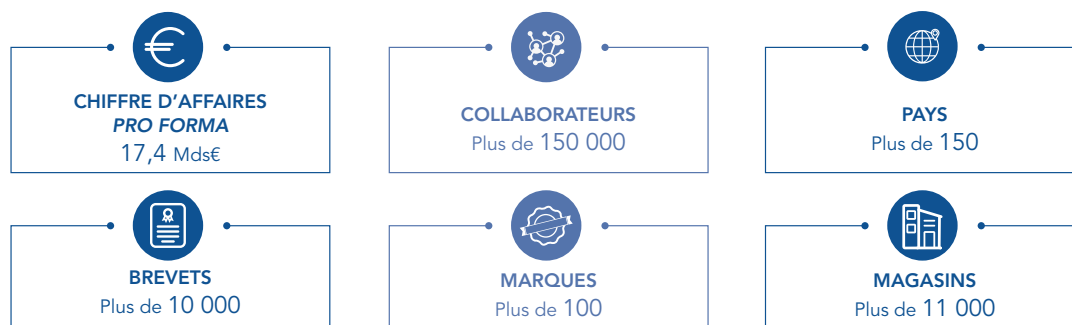 CHIFFRE D’AFFAIRES
PRO FORMA
17,4 Mds€
COLLABORATEURS
Plus de 150 000
PAYS
Plus de 150
BREVETS
Plus de 10 000
MARQUES
Plus de 100
MAGASINS
Plus de 11 000